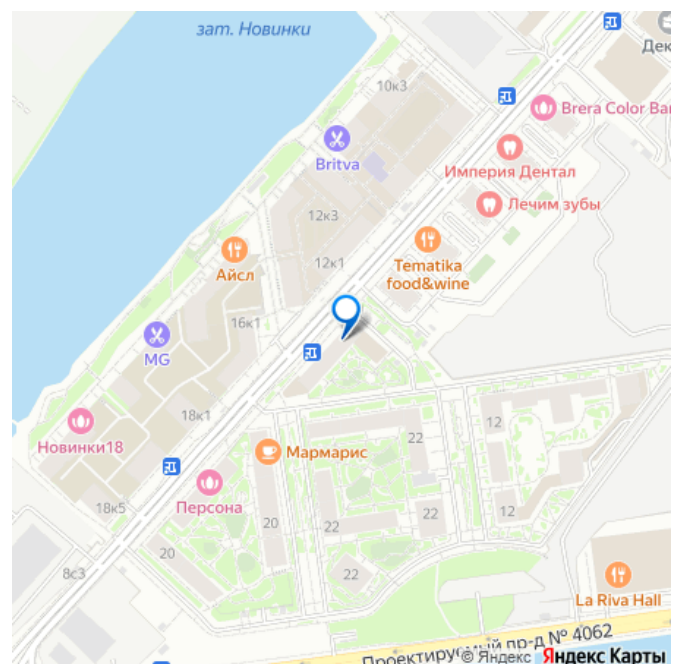 зат. Новинки
Дек
10к3
Brera Color Bar
Britva
Империя Дентал
Лечим зубы
12к3
Tematika
food&wine
12к1
Айсл
16к1
MG
18к1
12
Новинки18
22
Мармарис
Персона
18к5
20
22
22
12
20
22
8с3
La Riva Hall
Проектируемый пр-д № 4062
© Яндекс Яндекс Карты